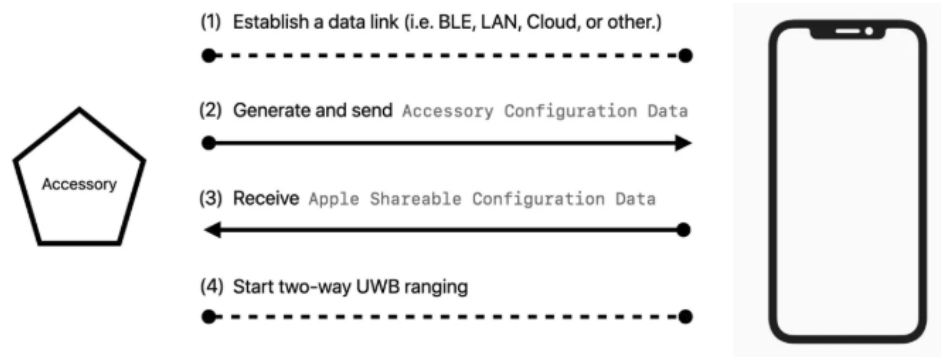 (1) Establish a data link (i.e. BLE, LAN, Cloud, or other.)
(2) Generate and send Accessory Configuration Data
Accessory
(3) Receive Apple Shareable Configuration Data
(4) Start two-way UWB ranging